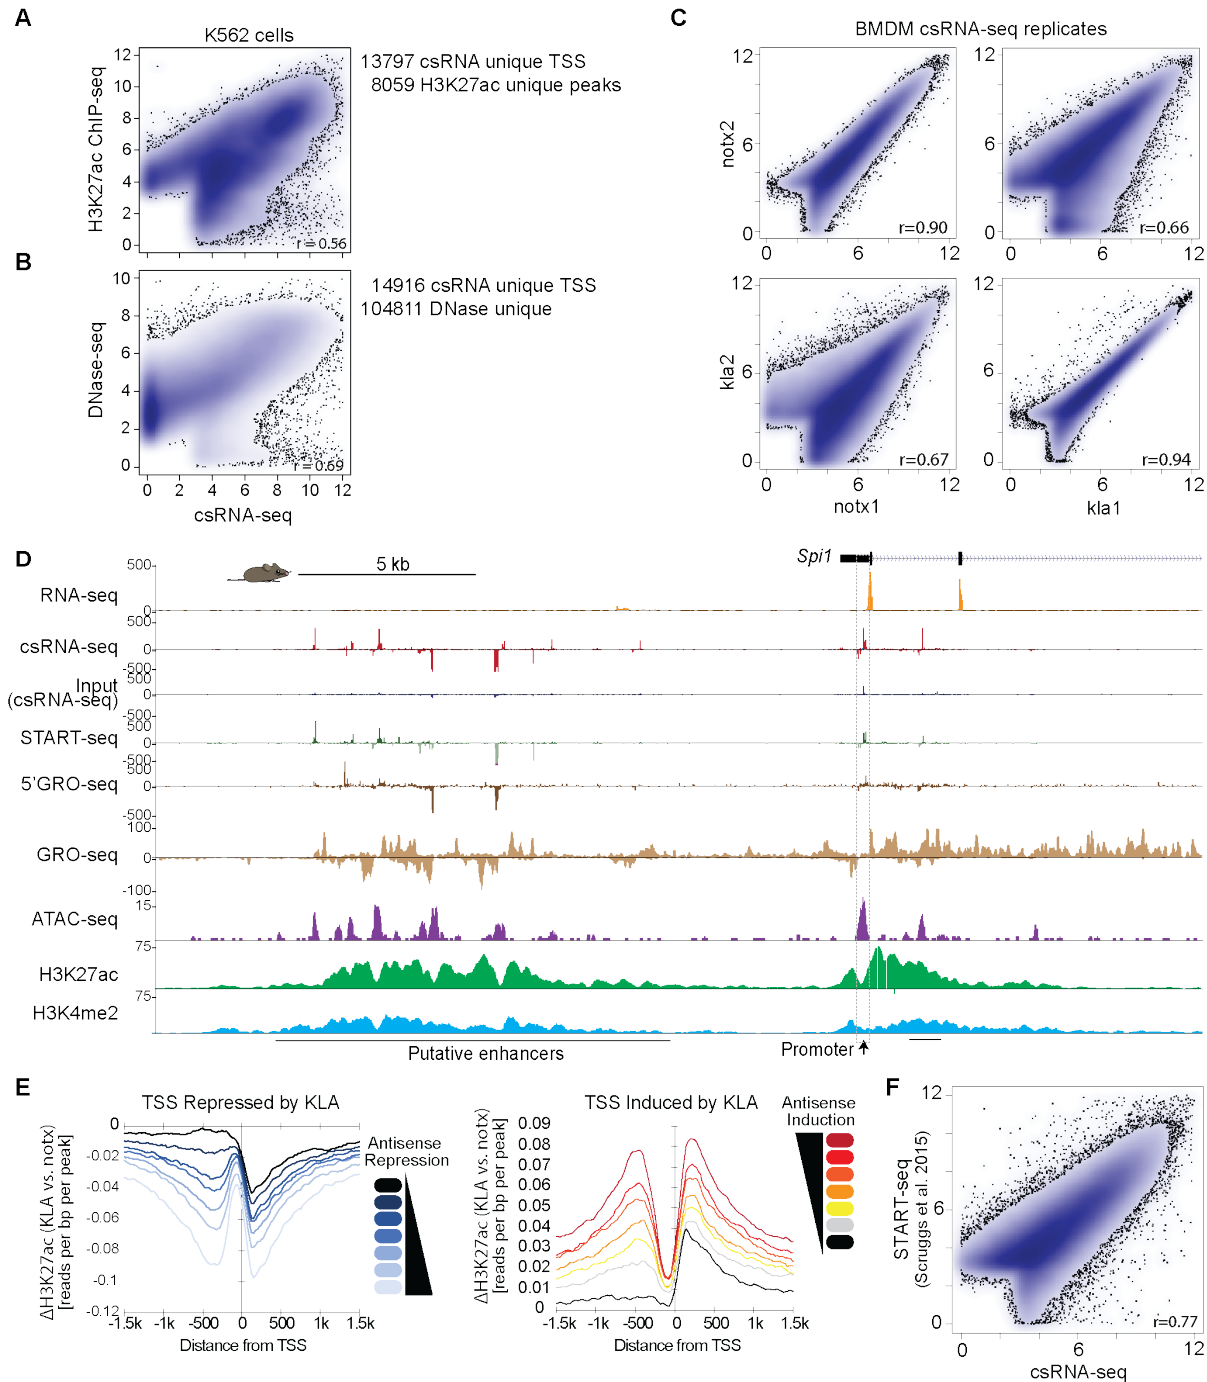 A
K562 cells
H3K27ac ChIP-seq
12
10
8
6
4
2
0
r = 0.56
13797 csRNA unique TSS
8059 H3K27ac unique peaks
B
DNase-seq
10
8
6
4
2
0
r = 0.69
0 2 4 6 8 10 12
csRNA-seq
14916 csRNA unique TSS
104811 DNase unique
C
BMDM csRNA-seq replicates
notx2
12
6
0
r=0.90
0 6 12
12
6
0
r=0.66
0 6 12
kla2
12
6
0
r=0.67
0 6 12
notx1
12
6
0
r=0.94
0 6 12
kla1
D
5 kb
Spi1
RNA-seq
500
0
csRNA-seq
500
0
-500
Input
(csRNA-seq)
500
0
-500
START-seq
500
0
-500
5'GRO-seq
500
0
-500
GRO-seq
100
0
-100
ATAC-seq
15
H3K27ac
75
H3K4me2
75
Putative enhancers
Promoter
E
TSS Repressed by KLA
ΔH3K27ac (KLA vs. notx)
[reads per bp per peak]
0
-0.02
-0.04
-0.06
-0.08
-0.1
-0.12
-1.5k -1k -500 0 500 1k 1.5k
Distance from TSS
Antisense
Repression
TSS Induced by KLA
ΔH3K27ac (KLA vs. notx)
[reads per bp per peak]
0.09
0.08
0.07
0.06
0.05
0.04
0.03
0.02
0.01
0
-1.5k -1k -500 0 500 1k 1.5k
Distance from TSS
Antisense
Induction
F
START-seq
(Scruggs et al. 2015)
12
6
0
r=0.77
0 6 12
csRNA-seq